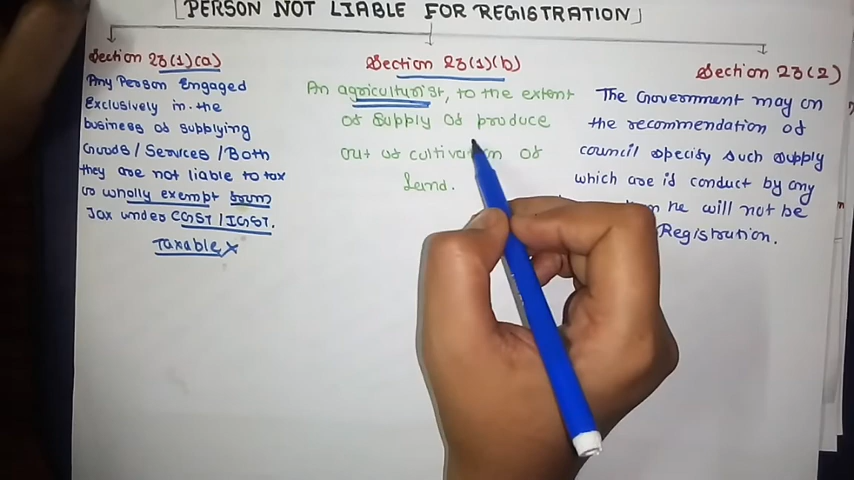 [PERSON NOT LIABLE FOR REGISTRATION]
Section 23(1)(a)
Any Person Engaged
Exclusively in the
business of supplying
Goods/Services/Both
they are not liable to tax
or wholly exempt from
Tax under CGST/IGST.
Taxable x
Section 23(1)(b)
An agriculturist, to the extent
of supply of produce
out of cultivation of
Land.
Section 23(2)
The Government may on
the recommendation of
council specify such supply
which are if conduct by any
he will not be
Registration.